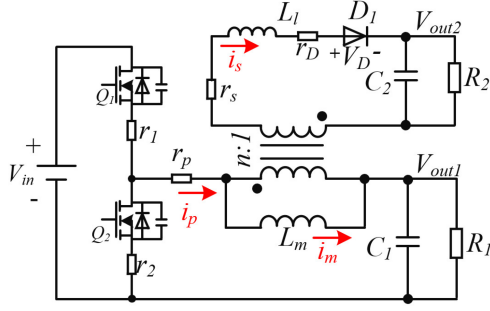 L_l
D_1
V_out2
i_s
r_D
+V_D-
C_2
R_2
r_s
Q_1
r_1
n:1
+
V_in
-
r_p
V_out1
i_p
Q_2
L_m
i_m
C_1
R_1
r_2